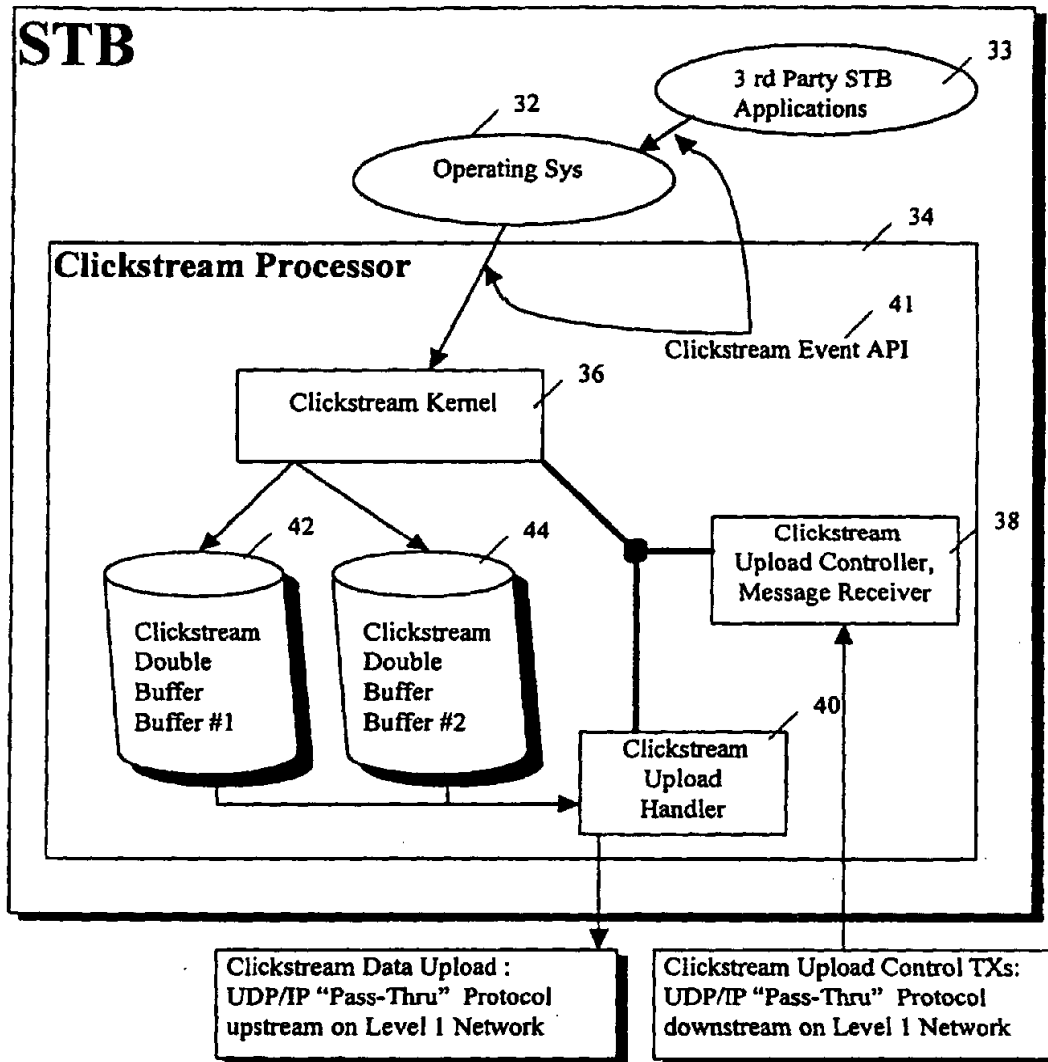 STB
33
3 rd Party STB
Applications
32
Operating Sys
34
Clickstream Processor
41
Clickstream Event API
36
Clickstream Kernel
42
44
38
Clickstream
Upload Controller,
Message Receiver
Clickstream
Double
Buffer
Buffer #1
Clickstream
Double
Buffer
Buffer #2
40
Clickstream
Upload
Handler
Clickstream Data Upload :
UDP/IP "Pass-Thru" Protocol
upstream on Level 1 Network
Clickstream Upload Control TXs:
UDP/IP "Pass-Thru" Protocol
downstream on Level 1 Network